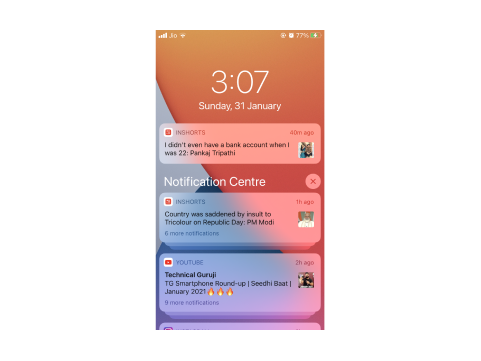 Jio
77%
3:07
Sunday, 31 January
INSHORTS
40m ago
I didn't even have a bank account when I
was 22: Pankaj Tripathi
Notification Centre
INSHORTS
1h ago
Country was saddened by insult to
Tricolour on Republic Day: PM Modi
6 more notifications
YOUTUBE
2h ago
Technical Guruji
TG Smartphone Round-up | Seedhi Baat |
January 2021🔥🔥🔥
9 more notifications